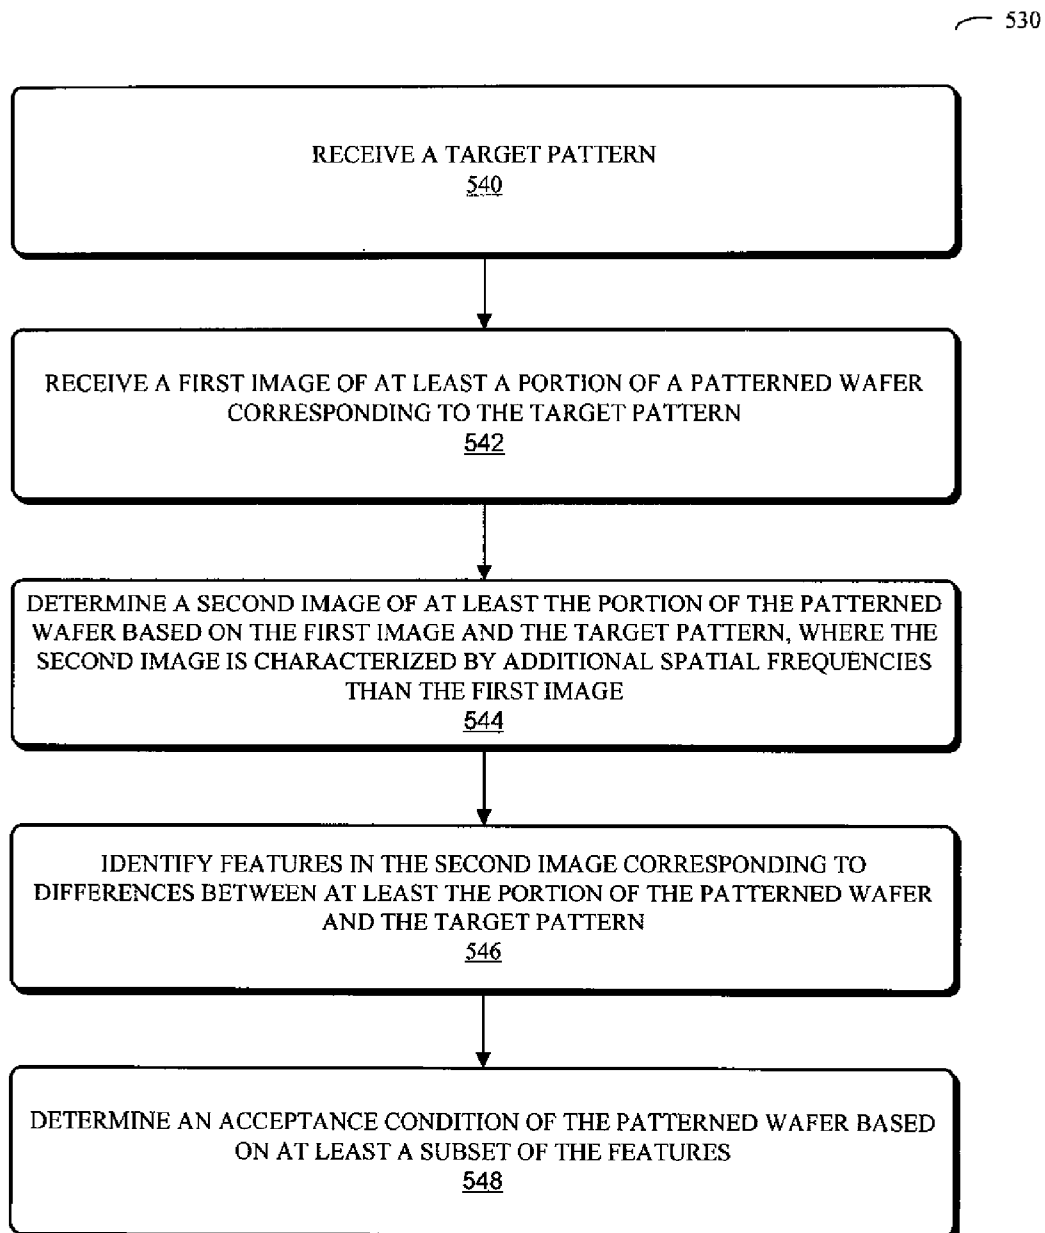 530
RECEIVE A TARGET PATTERN
540
RECEIVE A FIRST IMAGE OF AT LEAST A PORTION OF A PATTERNED WAFER
CORRESPONDING TO THE TARGET PATTERN
542
DETERMINE A SECOND IMAGE OF AT LEAST THE PORTION OF THE PATTERNED
WAFER BASED ON THE FIRST IMAGE AND THE TARGET PATTERN, WHERE THE
SECOND IMAGE IS CHARACTERIZED BY ADDITIONAL SPATIAL FREQUENCIES
THAN THE FIRST IMAGE
544
IDENTIFY FEATURES IN THE SECOND IMAGE CORRESPONDING TO
DIFFERENCES BETWEEN AT LEAST THE PORTION OF THE PATTERNED WAFER
AND THE TARGET PATTERN
546
DETERMINE AN ACCEPTANCE CONDITION OF THE PATTERNED WAFER BASED
ON AT LEAST A SUBSET OF THE FEATURES
548